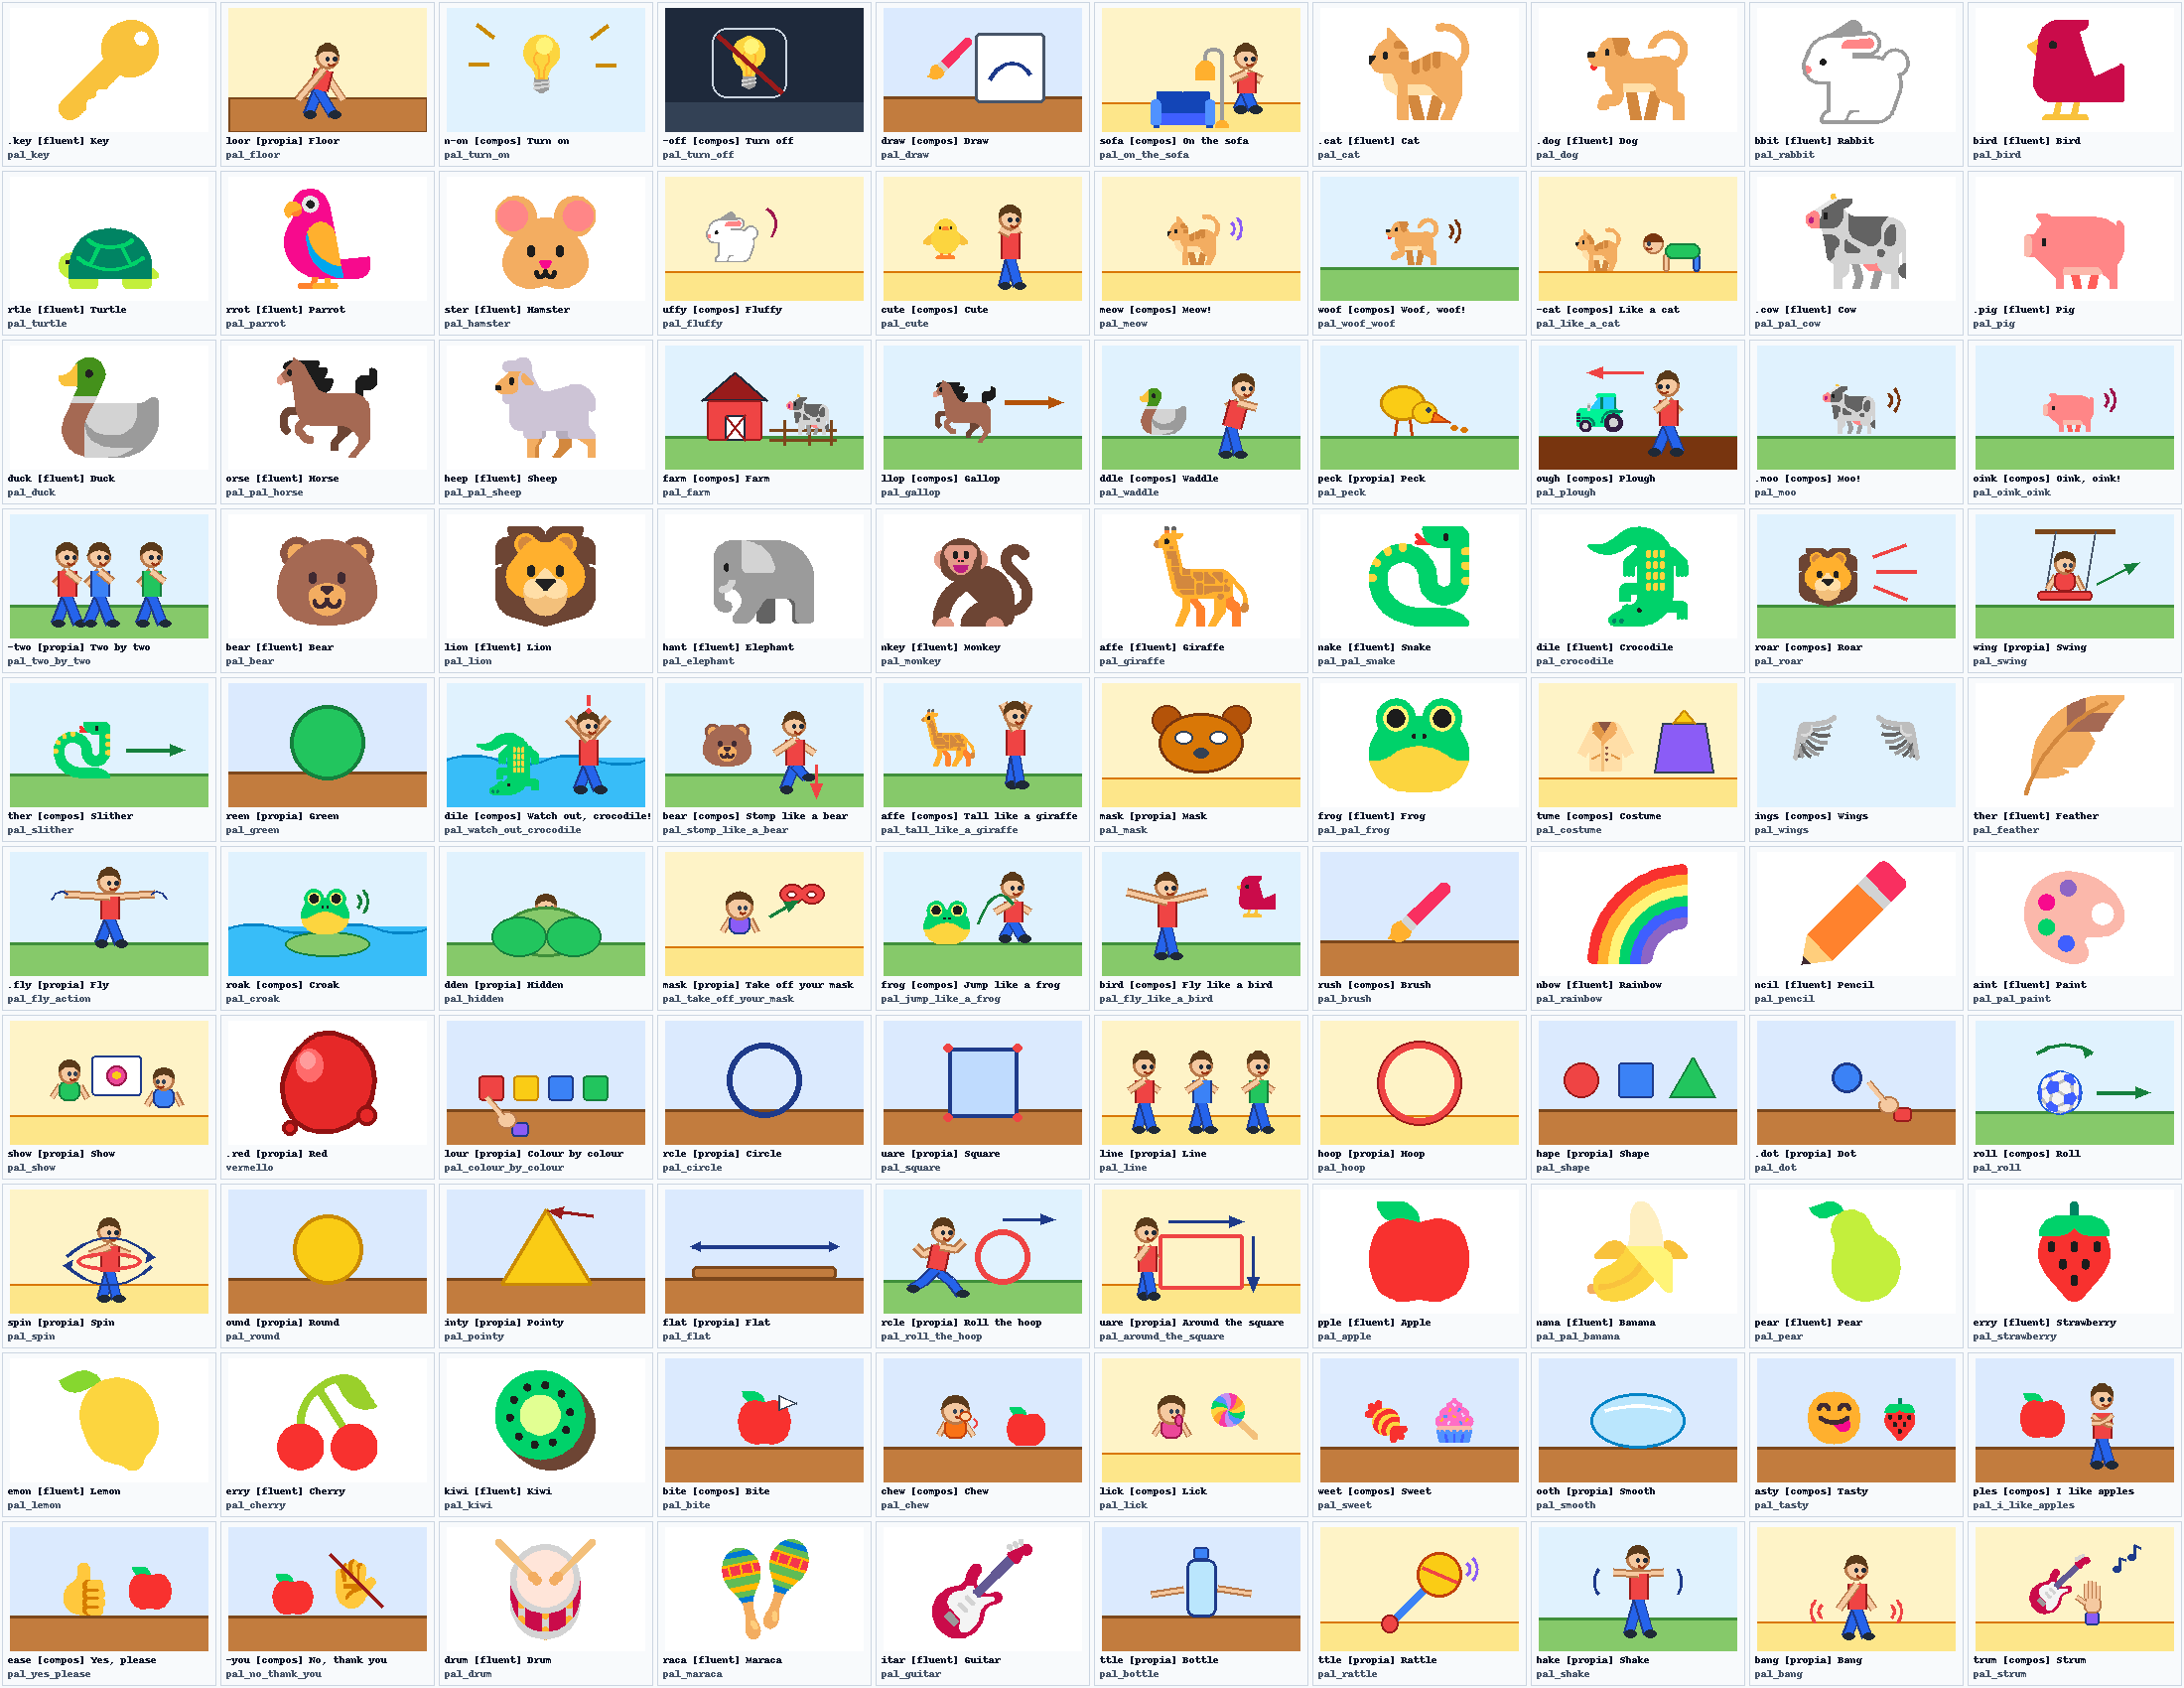 .key [fluent] Key
pal_key
loor [propia] Floor
pal_floor
n-on [compos] Turn on
pal_turn_on
-off [compos] Turn off
pal_turn_off
draw [compos] Draw
pal_draw
sofa [compos] On the sofa
pal_on_the_sofa
.cat [fluent] Cat
pal_cat
.dog [fluent] Dog
pal_dog
bbit [fluent] Rabbit
pal_rabbit
bird [fluent] Bird
pal_bird
rtle [fluent] Turtle
pal_turtle
rrot [fluent] Parrot
pal_parrot
ster [fluent] Hamster
pal_hamster
uffy [compos] Fluffy
pal_fluffy
cute [compos] Cute
pal_cute
meow [compos] Meow!
pal_meow
woof [compos] Woof, woof!
pal_woof_woof
-cat [compos] Like a cat
pal_like_a_cat
.cow [fluent] Cow
pal_pal_cow
.pig [fluent] Pig
pal_pig
duck [fluent] Duck
pal_duck
orse [fluent] Horse
pal_pal_horse
heep [fluent] Sheep
pal_pal_sheep
farm [compos] Farm
pal_farm
llop [compos] Gallop
pal_gallop
ddle [compos] Waddle
pal_waddle
peck [propia] Peck
pal_peck
ough [compos] Plough
pal_plough
.moo [compos] Moo!
pal_moo
oink [compos] Oink, oink!
pal_oink_oink
-two [propia] Two by two
pal_two_by_two
bear [fluent] Bear
pal_bear
lion [fluent] Lion
pal_lion
hant [fluent] Elephant
pal_elephant
nkey [fluent] Monkey
pal_monkey
affe [fluent] Giraffe
pal_giraffe
nake [fluent] Snake
pal_pal_snake
dile [fluent] Crocodile
pal_crocodile
roar [compos] Roar
pal_roar
wing [propia] Swing
pal_swing
ther [compos] Slither
pal_slither
reen [propia] Green
pal_green
dile [compos] Watch out, crocodile!
pal_watch_out_crocodile
bear [compos] Stomp like a bear
pal_stomp_like_a_bear
affe [compos] Tall like a giraffe
pal_tall_like_a_giraffe
mask [propia] Mask
pal_mask
frog [fluent] Frog
pal_pal_frog
tume [compos] Costume
pal_costume
ings [compos] Wings
pal_wings
ther [fluent] Feather
pal_feather
.fly [propia] Fly
pal_fly_action
roak [compos] Croak
pal_croak
dden [propia] Hidden
pal_hidden
mask [propia] Take off your mask
pal_take_off_your_mask
frog [compos] Jump like a frog
pal_jump_like_a_frog
bird [compos] Fly like a bird
pal_fly_like_a_bird
rush [compos] Brush
pal_brush
nbow [fluent] Rainbow
pal_rainbow
ncil [fluent] Pencil
pal_pencil
aint [fluent] Paint
pal_pal_paint
show [propia] Show
pal_show
.red [propia] Red
vermello
lour [propia] Colour by colour
pal_colour_by_colour
rcle [propia] Circle
pal_circle
uare [propia] Square
pal_square
line [propia] Line
pal_line
hoop [propia] Hoop
pal_hoop
hape [propia] Shape
pal_shape
.dot [propia] Dot
pal_dot
roll [compos] Roll
pal_roll
spin [propia] Spin
pal_spin
ound [propia] Round
pal_round
inty [propia] Pointy
pal_pointy
flat [propia] Flat
pal_flat
rcle [propia] Roll the hoop
pal_roll_the_hoop
uare [propia] Around the square
pal_around_the_square
pple [fluent] Apple
pal_apple
nana [fluent] Banana
pal_pal_banana
pear [fluent] Pear
pal_pear
erry [fluent] Strawberry
pal_strawberry
emon [fluent] Lemon
pal_lemon
erry [fluent] Cherry
pal_cherry
kiwi [fluent] Kiwi
pal_kiwi
bite [compos] Bite
pal_bite
chew [compos] Chew
pal_chew
lick [compos] Lick
pal_lick
weet [compos] Sweet
pal_sweet
ooth [propia] Smooth
pal_smooth
asty [compos] Tasty
pal_tasty
ples [compos] I like apples
pal_i_like_apples
ease [compos] Yes, please
pal_yes_please
-you [compos] No, thank you
pal_no_thank_you
drum [fluent] Drum
pal_drum
raca [fluent] Maraca
pal_maraca
itar [fluent] Guitar
pal_guitar
ttle [propia] Bottle
pal_bottle
ttle [propia] Rattle
pal_rattle
hake [propia] Shake
pal_shake
bang [propia] Bang
pal_bang
trum [compos] Strum
pal_strum